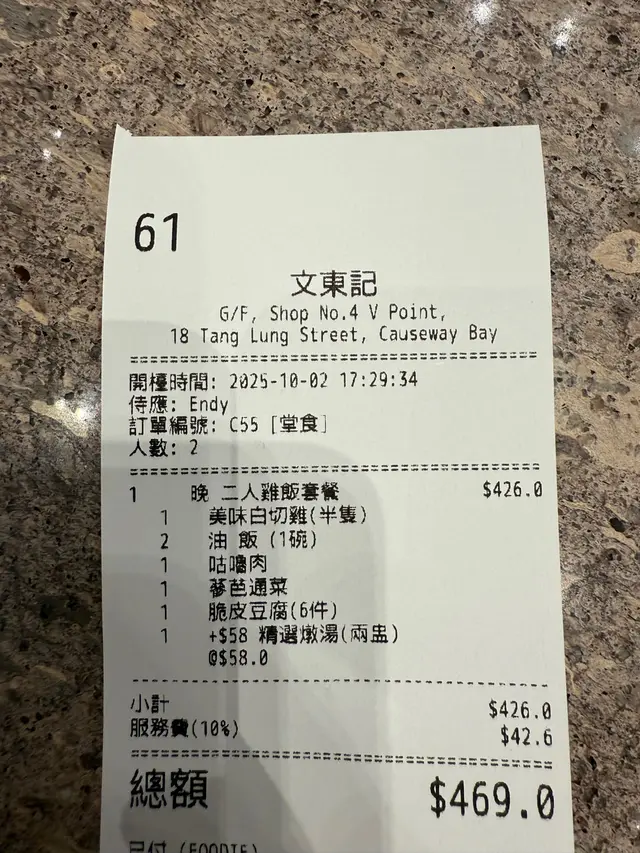 61
文東記
G/F, Shop No.4 V Point,
18 Tang Lung Street, Causeway Bay
開檯時間: 2025-10-02 17:29:34
侍應: Endy
訂單編號: C55 [堂食]
人數: 2
1 晚 二人雞飯套餐 $426.0
1 美味白切雞(半隻)
2 油 飯 (1碗)
1 咕嚕肉
1 蔘芭通菜
1 脆皮豆腐(6件)
1 +$58 精選燉湯(兩盅)
@$58.0
小計 $426.0
服務費(10%) $42.6
總額 $469.0
已付 (FOODIE)